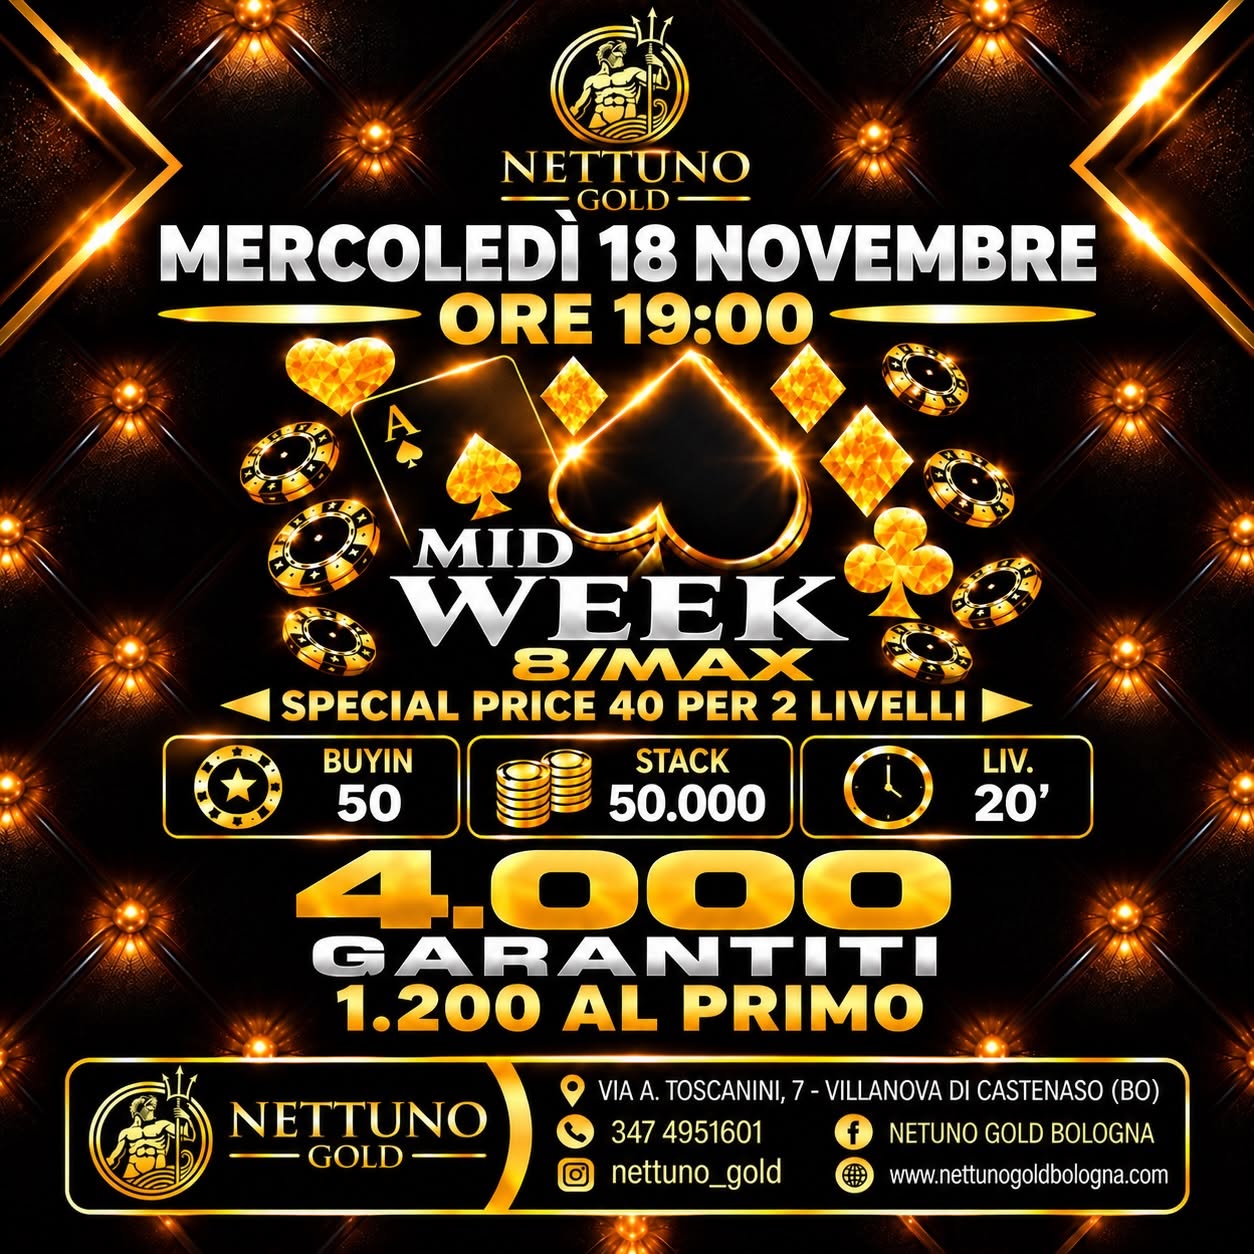 NETTUNO
GOLD
MERCOLEDÌ 18 NOVEMBRE
ORE 19:00
A
MID
WEEK
8/MAX
SPECIAL PRICE 40 PER 2 LIVELLI
BUYIN
50
STACK
50.000
LIV.
20’
4.000
GARANTITI
1.200 AL PRIMO
NETTUNO
GOLD
VIA A. TOSCANINI, 7 - VILLANOVA DI CASTENASO (BO)
347 4951601
NETUNO GOLD BOLOGNA
nettuno_gold
www.nettunogoldbologna.com